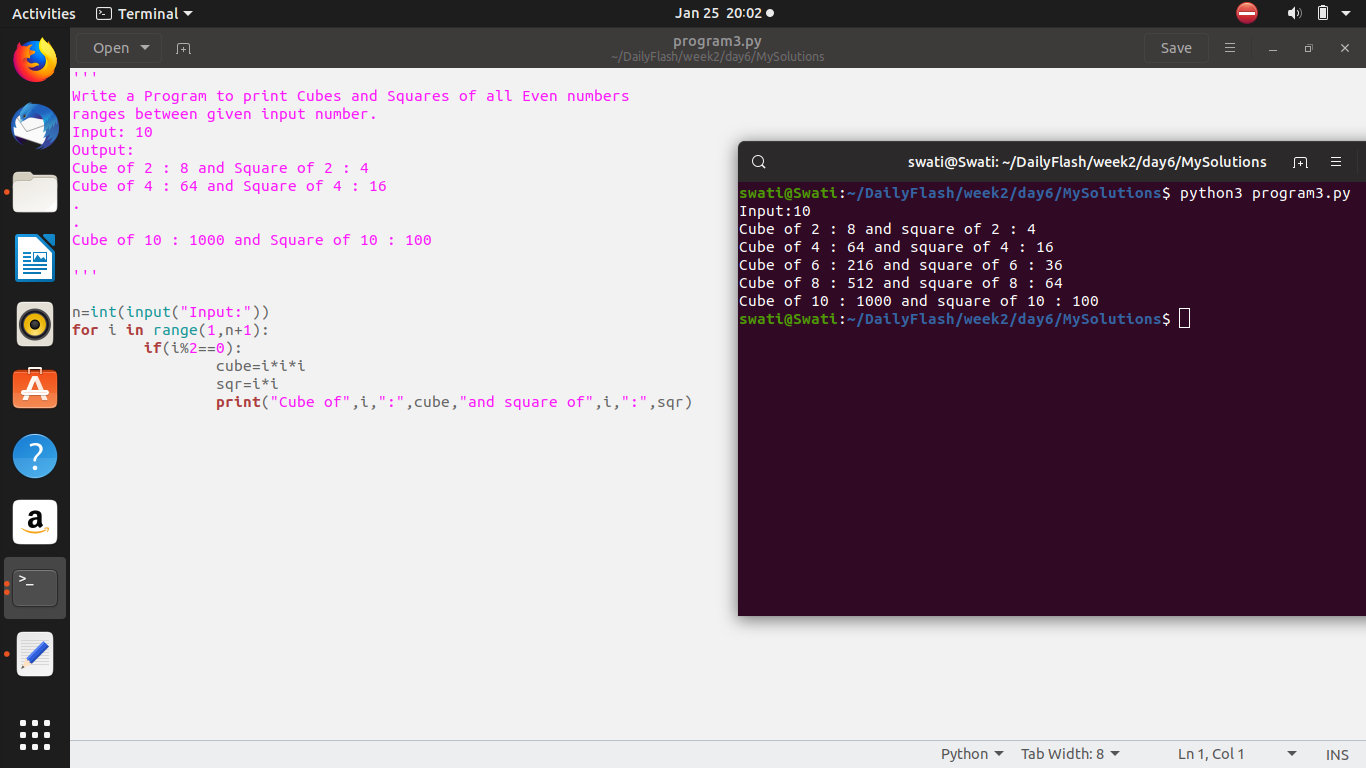 Activities
Terminal
Jan 25 20:02
Open
program3.py
~/DailyFlash/week2/day6/MySolutions
Save
'''
Write a Program to print Cubes and Squares of all Even numbers
ranges between given input number.
Input: 10
Output:
Cube of 2 : 8 and Square of 2 : 4
Cube of 4 : 64 and Square of 4 : 16
.
.
Cube of 10 : 1000 and Square of 10 : 100
'''
n=int(input("Input:"))
for i in range(1,n+1):
        if(i%2==0):
                cube=i*i*i
                sqr=i*i
                print("Cube of",i,":",cube,"and square of",i,":",sqr)
swati@Swati: ~/DailyFlash/week2/day6/MySolutions
swati@Swati:~/DailyFlash/week2/day6/MySolutions$ python3 program3.py
Input:10
Cube of 2 : 8 and square of 2 : 4
Cube of 4 : 64 and square of 4 : 16
Cube of 6 : 216 and square of 6 : 36
Cube of 8 : 512 and square of 8 : 64
Cube of 10 : 1000 and square of 10 : 100
swati@Swati:~/DailyFlash/week2/day6/MySolutions$
?
a
>_
Python
Tab Width: 8
Ln 1, Col 1
INS